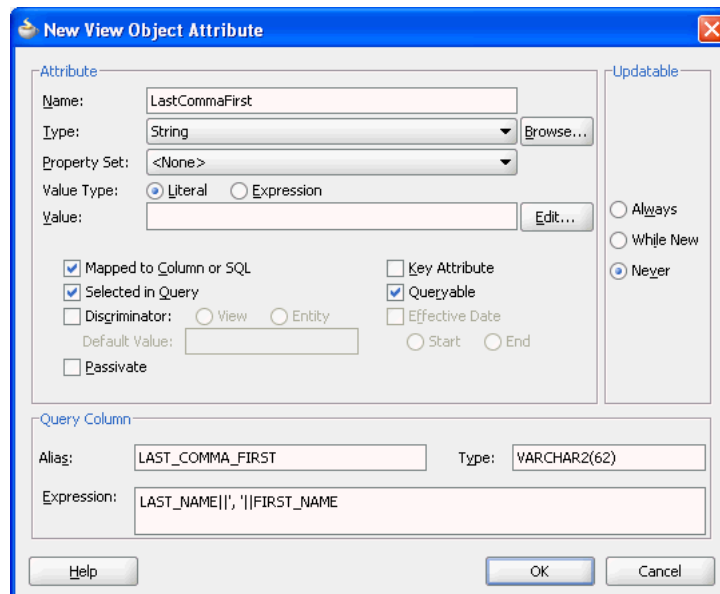 New View Object Attribute
Attribute
Updatable
Name: LastCommaFirst
Type: String Browse...
Property Set: <None>
Value Type: Literal Expression
Value: Edit...
Always
While New
Never
Mapped to Column or SQL Key Attribute
Selected in Query Queryable
Discriminator: View Entity Effective Date
Default Value: Start End
Passivate
Query Column
Alias: LAST_COMMA_FIRST Type: VARCHAR2(62)
Expression: LAST_NAME||', '||FIRST_NAME
Help OK Cancel